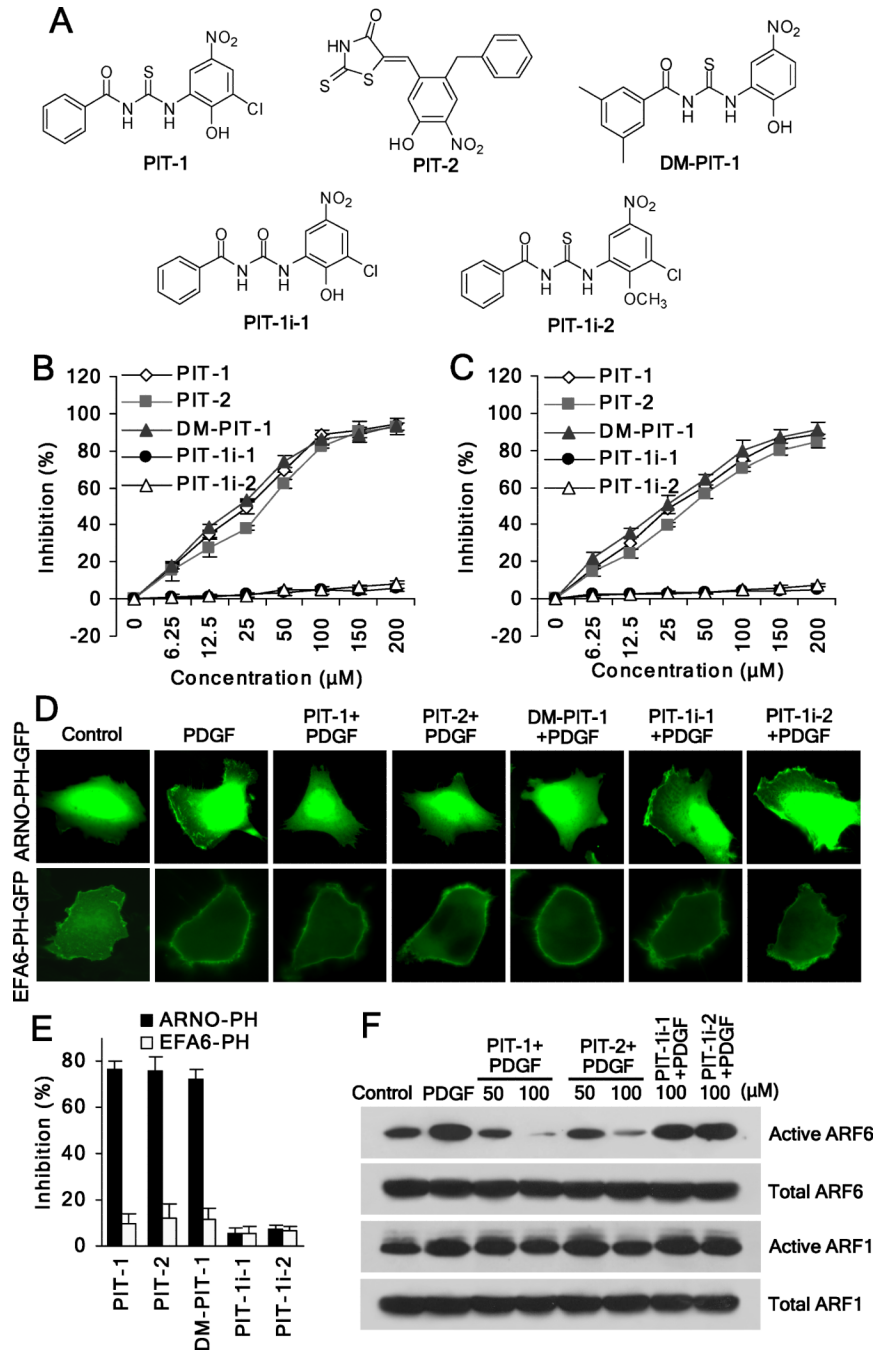 A
O
S
N
H
N
H
NO2
Cl
OH
PIT-1
O
HN
S
S
HO
NO2
PIT-2
O
S
N
H
N
H
NO2
OH
DM-PIT-1
O
O
N
H
N
H
NO2
Cl
OH
PIT-1i-1
O
S
N
H
N
H
NO2
Cl
OCH3
PIT-1i-2
B
120
100
80
60
40
20
0
-20
Inhibition (%)
PIT-1
PIT-2
DM-PIT-1
PIT-1i-1
PIT-1i-2
0 6.25 12.5 25 50 100 150 200
Concentration (µM)
C
120
100
80
60
40
20
0
-20
Inhibition (%)
PIT-1
PIT-2
DM-PIT-1
PIT-1i-1
PIT-1i-2
0 6.25 12.5 25 50 100 150 200
Concentration (µM)
D
Control
PDGF
PIT-1+
PDGF
PIT-2+
PDGF
DM-PIT-1
+PDGF
PIT-1i-1
+PDGF
PIT-1i-2
+PDGF
ARNO-PH-GFP
EFA6-PH-GFP
E
ARNO-PH
EFA6-PH
80
60
40
20
0
Inhibition (%)
PIT-1
PIT-2
DM-PIT-1
PIT-1i-1
PIT-1i-2
F
Control
PDGF
PIT-1+
PDGF
50 100
PIT-2+
PDGF
50 100
PIT-1i-1
+PDGF
100
PIT-1i-2
+PDGF
100
(µM)
Active ARF6
Total ARF6
Active ARF1
Total ARF1